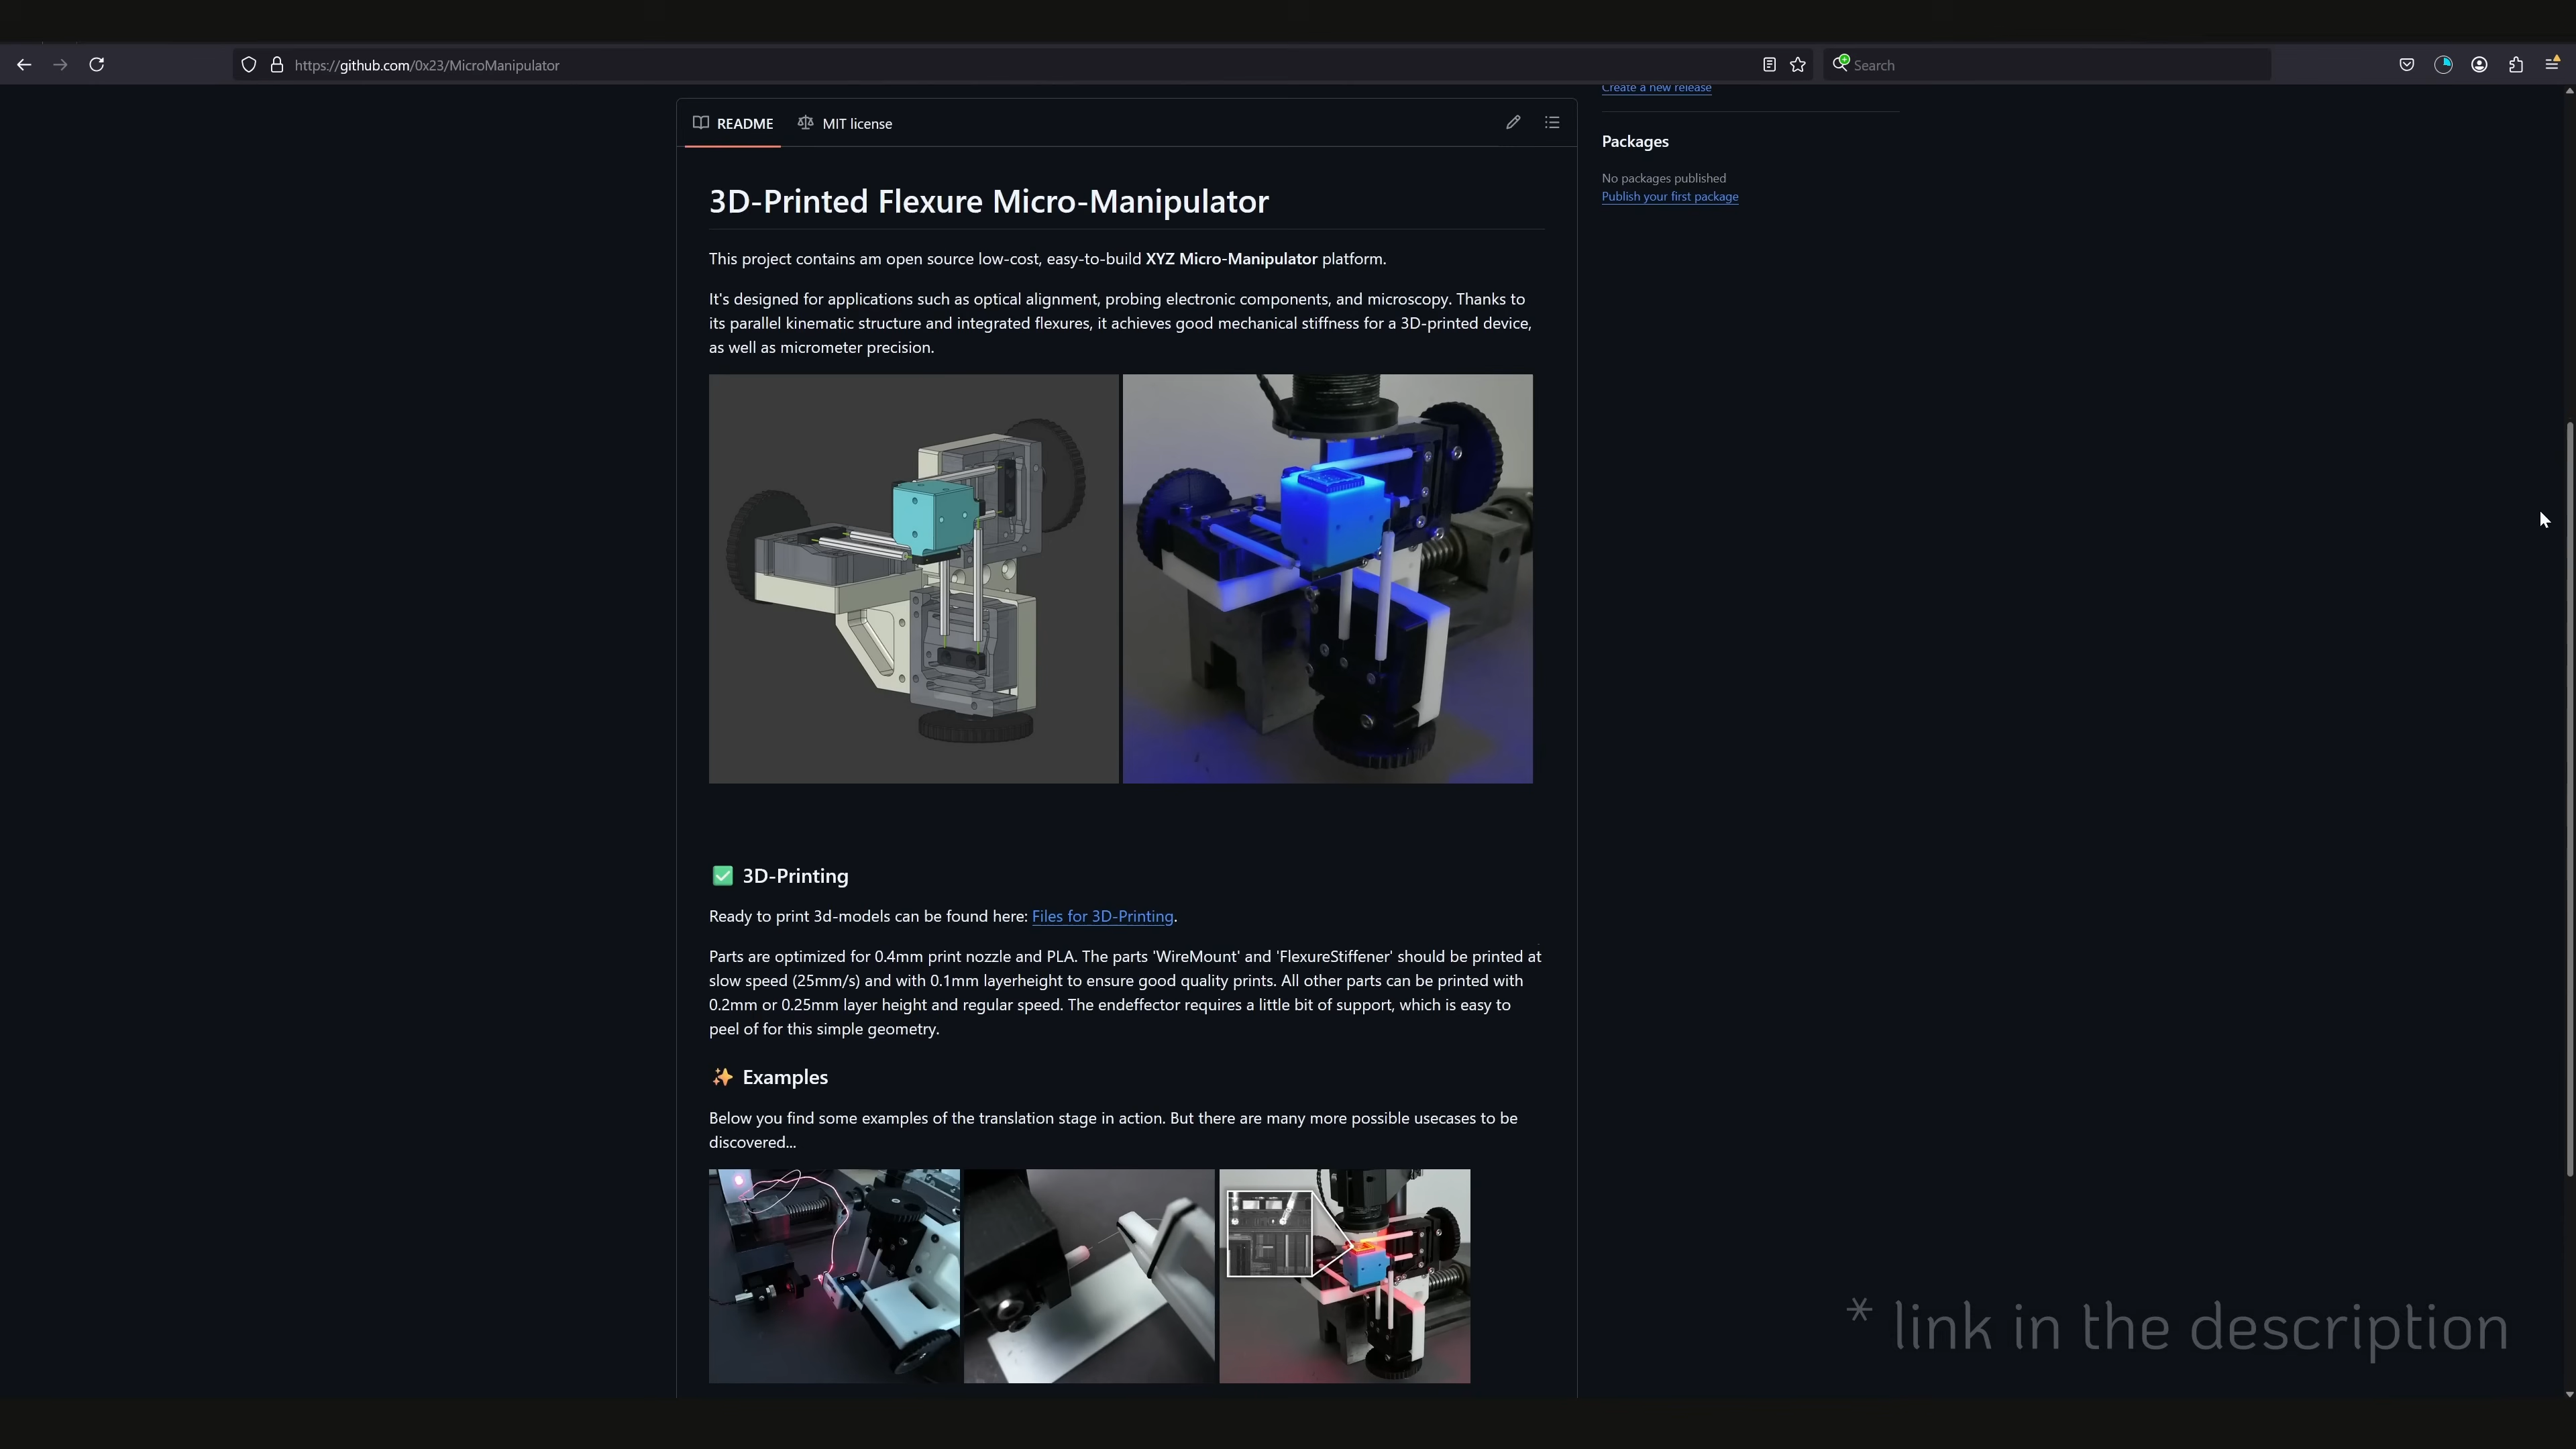 https://github.com/0x23/MicroManipulator
Search
Create a new release
README
MIT license
Packages
No packages published
Publish your first package
3D-Printed Flexure Micro-Manipulator
This project contains am open source low-cost, easy-to-build XYZ Micro-Manipulator platform.
It's designed for applications such as optical alignment, probing electronic components, and microscopy. Thanks to
its parallel kinematic structure and integrated flexures, it achieves good mechanical stiffness for a 3D-printed device,
as well as micrometer precision.
3D-Printing
Ready to print 3d-models can be found here: Files for 3D-Printing.
Parts are optimized for 0.4mm print nozzle and PLA. The parts 'WireMount' and 'FlexureStiffener' should be printed at
slow speed (25mm/s) and with 0.1mm layerheight to ensure good quality prints. All other parts can be printed with
0.2mm or 0.25mm layer height and regular speed. The endeffector requires a little bit of support, which is easy to
peel of for this simple geometry.
Examples
Below you find some examples of the translation stage in action. But there are many more possible usecases to be
discovered...
* link in the description